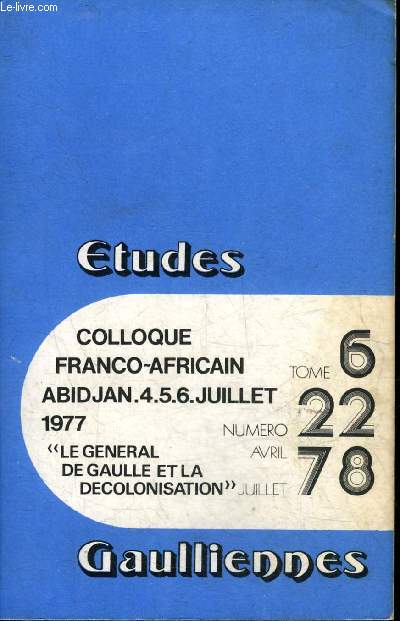 Le-livre.com
Etudes
COLLOQUE
FRANCO-AFRICAIN
ABIDJAN.4.5.6.JUILLET
1977
«LE GENERAL
DE GAULLE ET LA
DECOLONISATION»
TOME 6
NUMERO 22
AVRIL
JUILLET 78
Gaulliennes